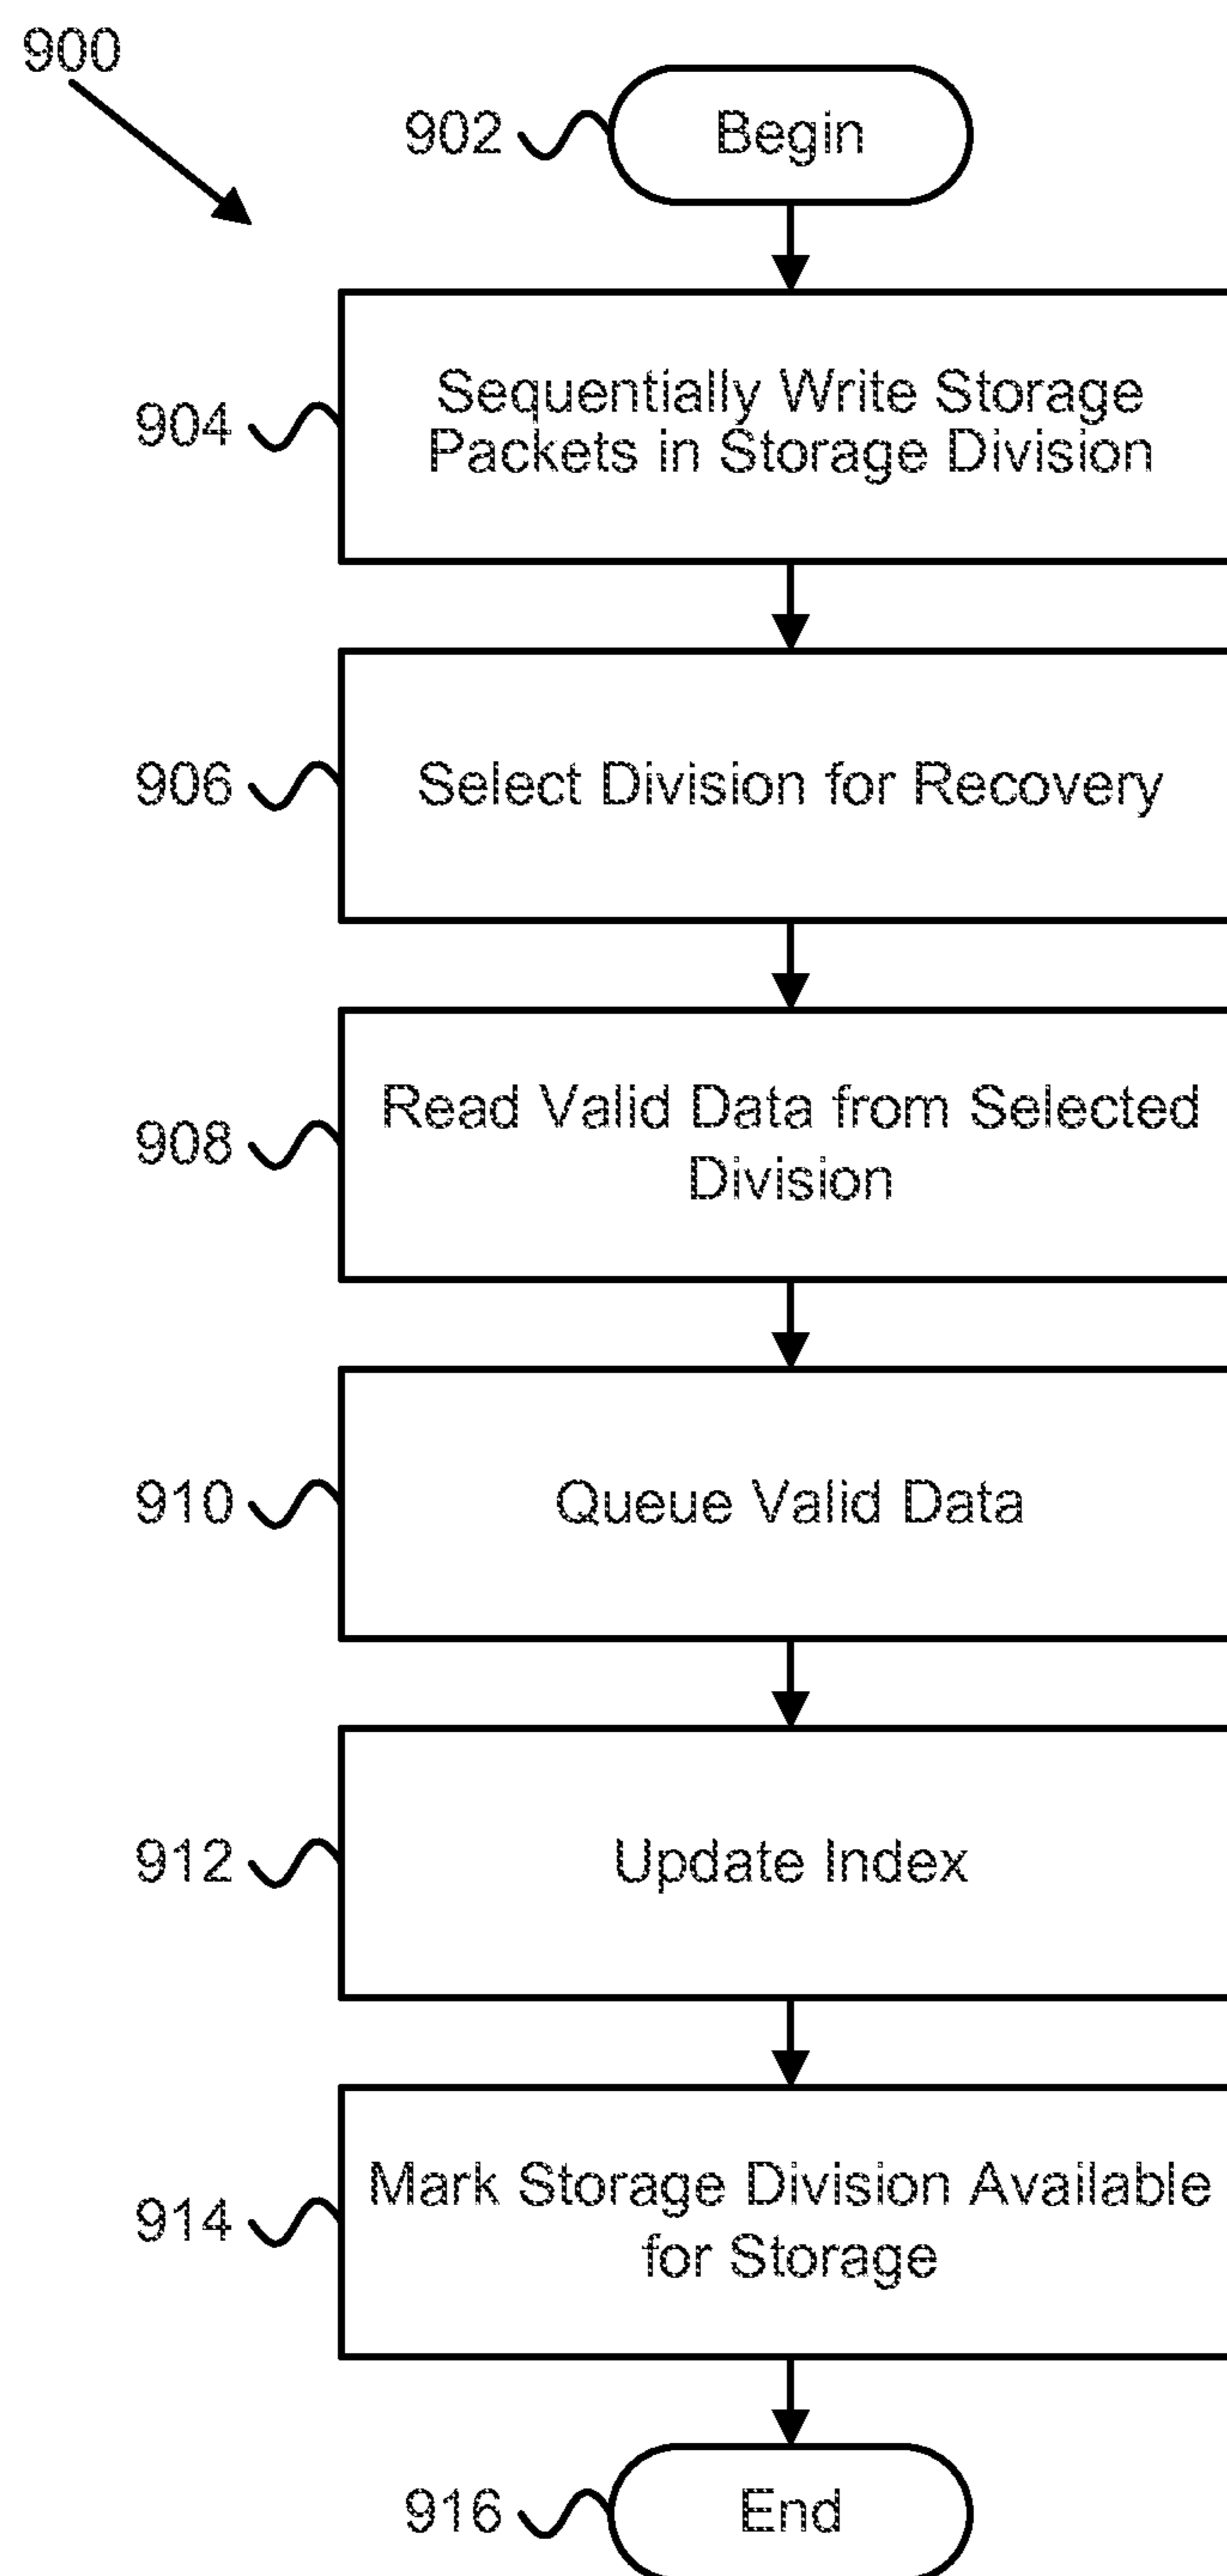 900
902
Begin
904
Sequentially Write Storage
Packets in Storage Division
906
Select Division for Recovery
908
Read Valid Data from Selected
Division
910
Queue Valid Data
912
Update Index
914
Mark Storage Division Available
for Storage
916
End